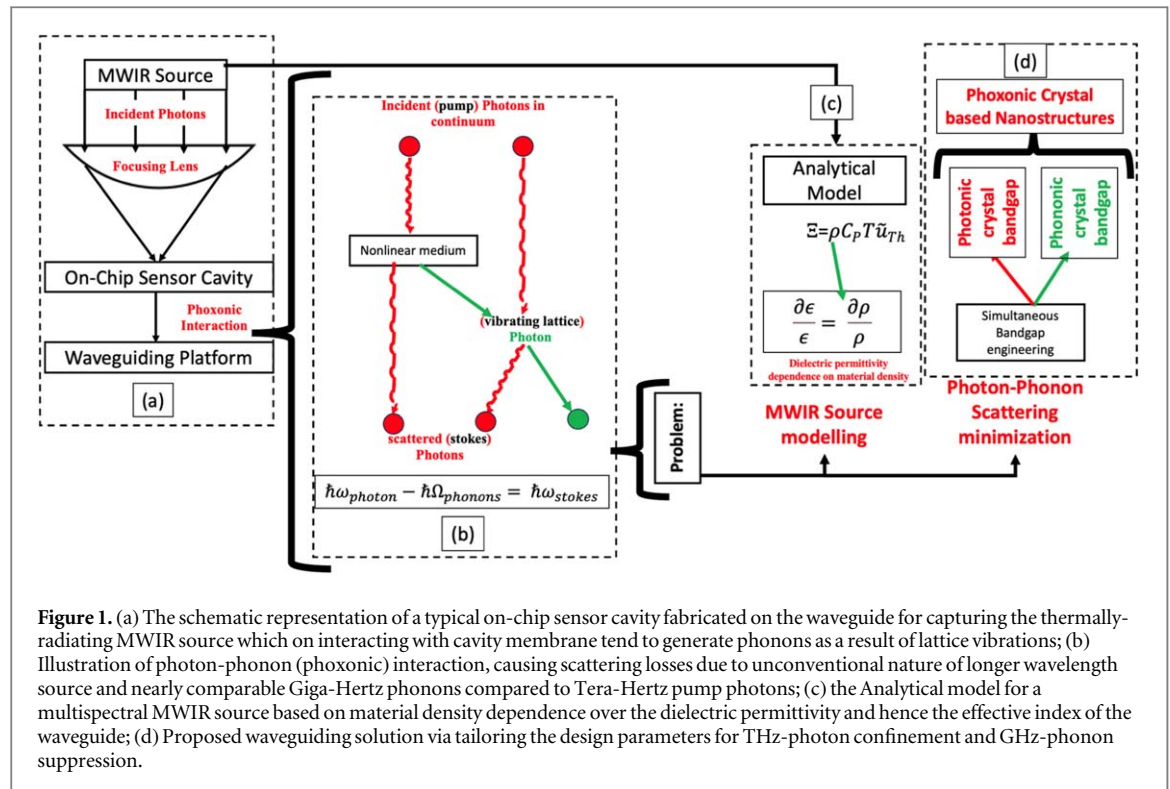 MWIR Source
Incident Photons
Focusing Lens
On-Chip Sensor Cavity
Phoxonic
Interaction
Waveguiding Platform
(a)
Incident (pump) Photons in
continuum
Nonlinear medium
(vibrating lattice)
Photon
scattered (stokes)
Photons
ℏω_photon − ℏΩ_phonons = ℏω_stokes
(b)
Problem:
(c)
Analytical
Model
Ξ=ρC_P T ũ_Th
∂ϵ/ϵ = ∂ρ/ρ
Dielectric permittivity
dependence on material density
MWIR Source
modelling
(d)
Phoxonic Crystal
based Nanostructures
Photonic
crystal
bandgap
Phononic
crystal
bandgap
Simultaneous
Bandgap
engineering
Photon-Phonon
Scattering
minimization
Figure 1. (a) The schematic representation of a typical on-chip sensor cavity fabricated on the waveguide for capturing the thermally-
radiating MWIR source which on interacting with cavity membrane tend to generate phonons as a result of lattice vibrations; (b)
Illustration of photon-phonon (phoxonic) interaction, causing scattering losses due to unconventional nature of longer wavelength
source and nearly comparable Giga-Hertz phonons compared to Tera-Hertz pump photons; (c) the Analytical model for a
multispectral MWIR source based on material density dependence over the dielectric permittivity and hence the effective index of the
waveguide; (d) Proposed waveguiding solution via tailoring the design parameters for THz-photon confinement and GHz-phonon
suppression.